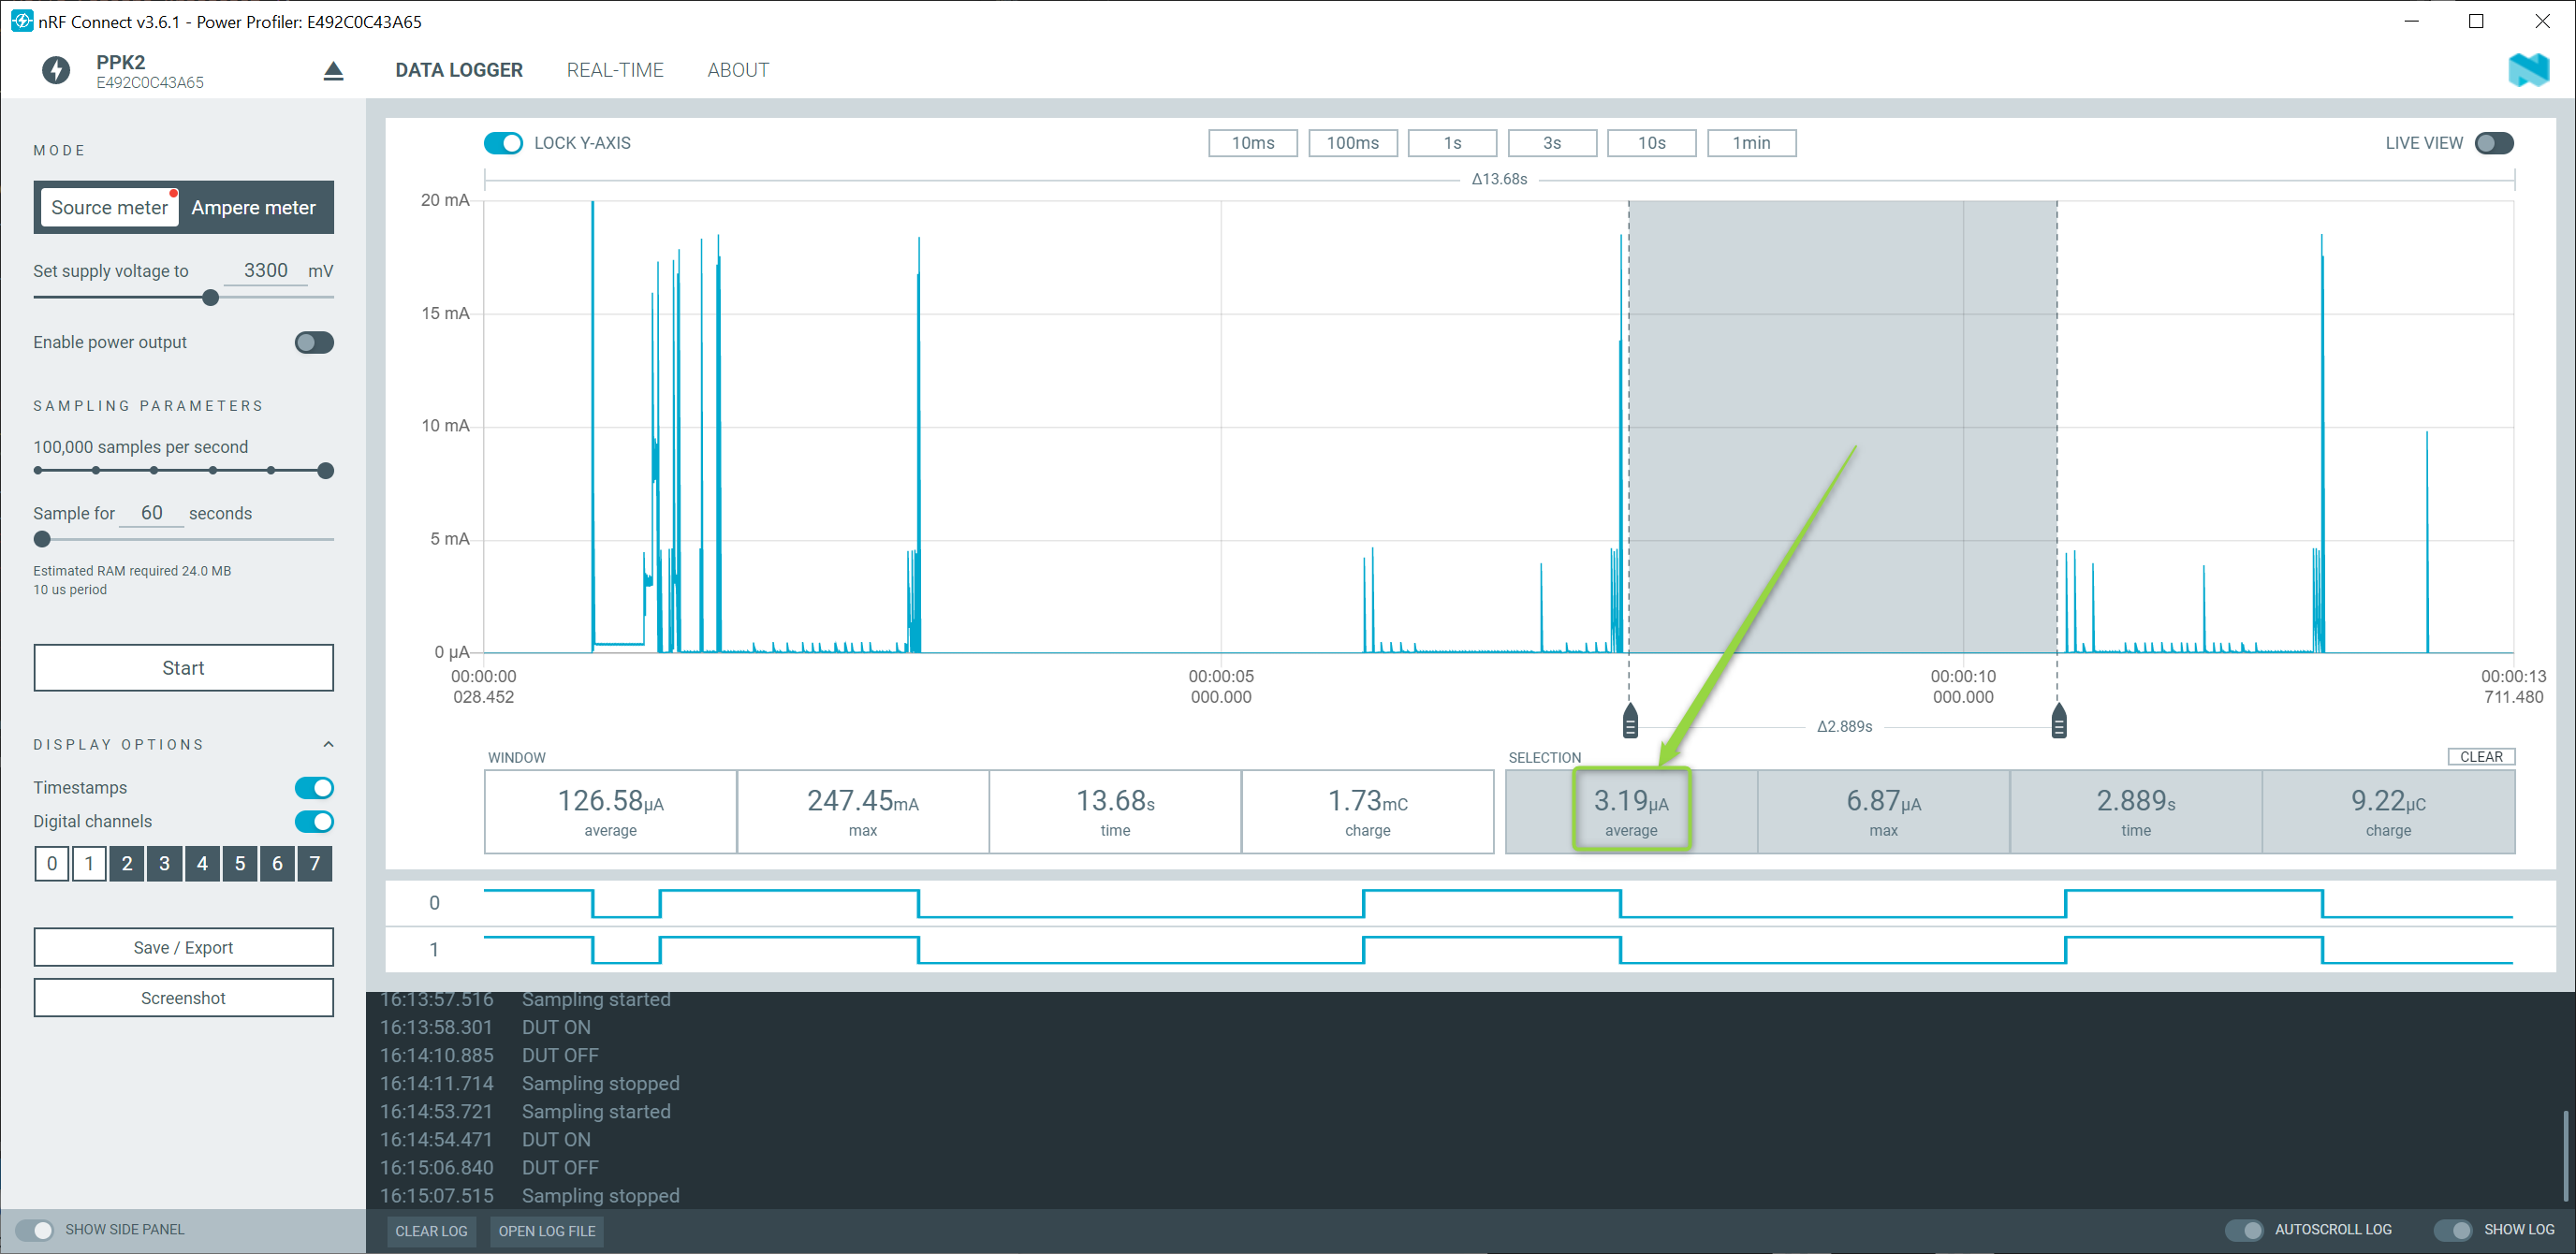 nRF Connect v3.6.1 - Power Profiler: E492C0C43A65
PPK2
E492C0C43A65
DATA LOGGER REAL-TIME ABOUT
MODE
Source meter Ampere meter
Set supply voltage to 3300 mV
Enable power output
SAMPLING PARAMETERS
100,000 samples per second
Sample for 60 seconds
Estimated RAM required 24.0 MB
10 us period
Start
DISPLAY OPTIONS
Timestamps
Digital channels
0 1 2 3 4 5 6 7
Save / Export
Screenshot
SHOW SIDE PANEL
LOCK Y-AXIS 10ms 100ms 1s 3s 10s 1min LIVE VIEW
Δ13.68s
20 mA
15 mA
10 mA
5 mA
0 µA
00:00:00 00:00:05 00:00:10 00:00:13
028.452 000.000 000.000 711.480
Δ2.889s
WINDOW SELECTION CLEAR
126.58µA 247.45mA 13.68s 1.73mC 3.19µA 6.87µA 2.889s 9.22µC
average max time charge average max time charge
0
1
16:13:57.516 Sampling started
16:13:58.301 DUT ON
16:14:10.885 DUT OFF
16:14:11.714 Sampling stopped
16:14:53.721 Sampling started
16:14:54.471 DUT ON
16:15:06.840 DUT OFF
16:15:07.515 Sampling stopped
CLEAR LOG OPEN LOG FILE AUTOSCROLL LOG SHOW LOG